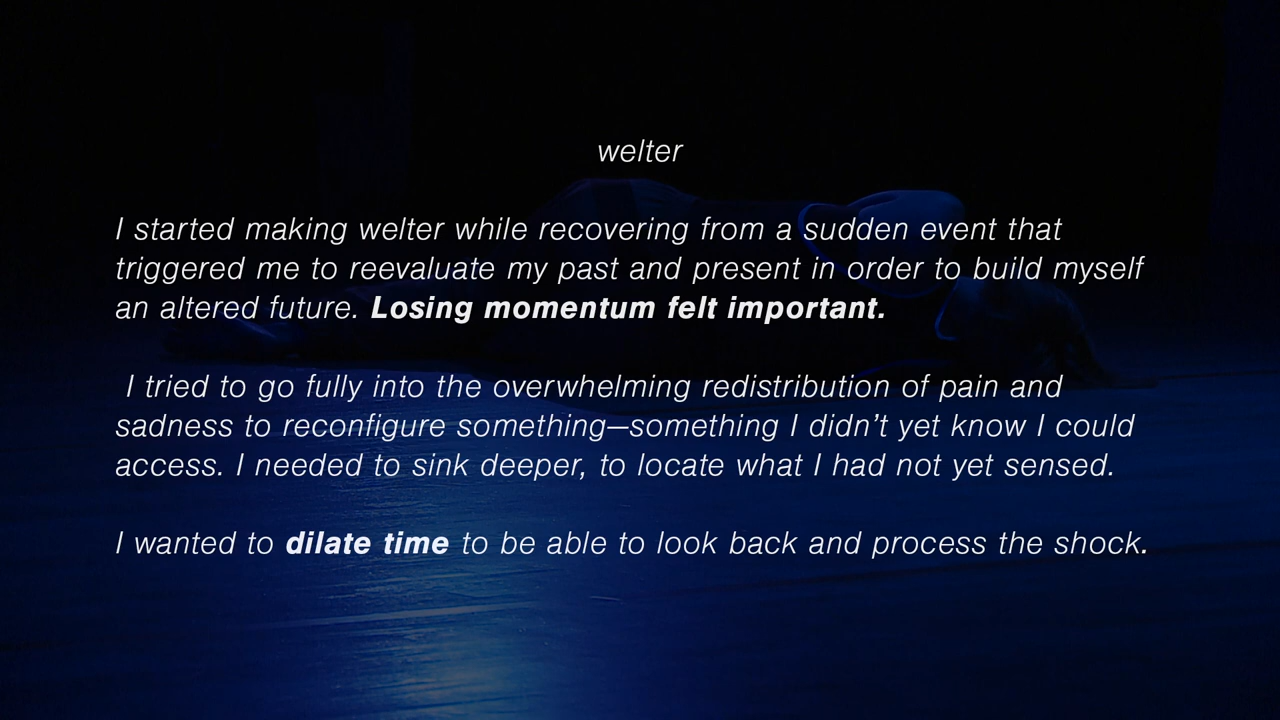 welter
I started making welter while recovering from a sudden event that
triggered me to reevaluate my past and present in order to build myself
an altered future. Losing momentum felt important.
I tried to go fully into the overwhelming redistribution of pain and
sadness to reconfigure something—something I didn’t yet know I could
access. I needed to sink deeper, to locate what I had not yet sensed.
I wanted to dilate time to be able to look back and process the shock.